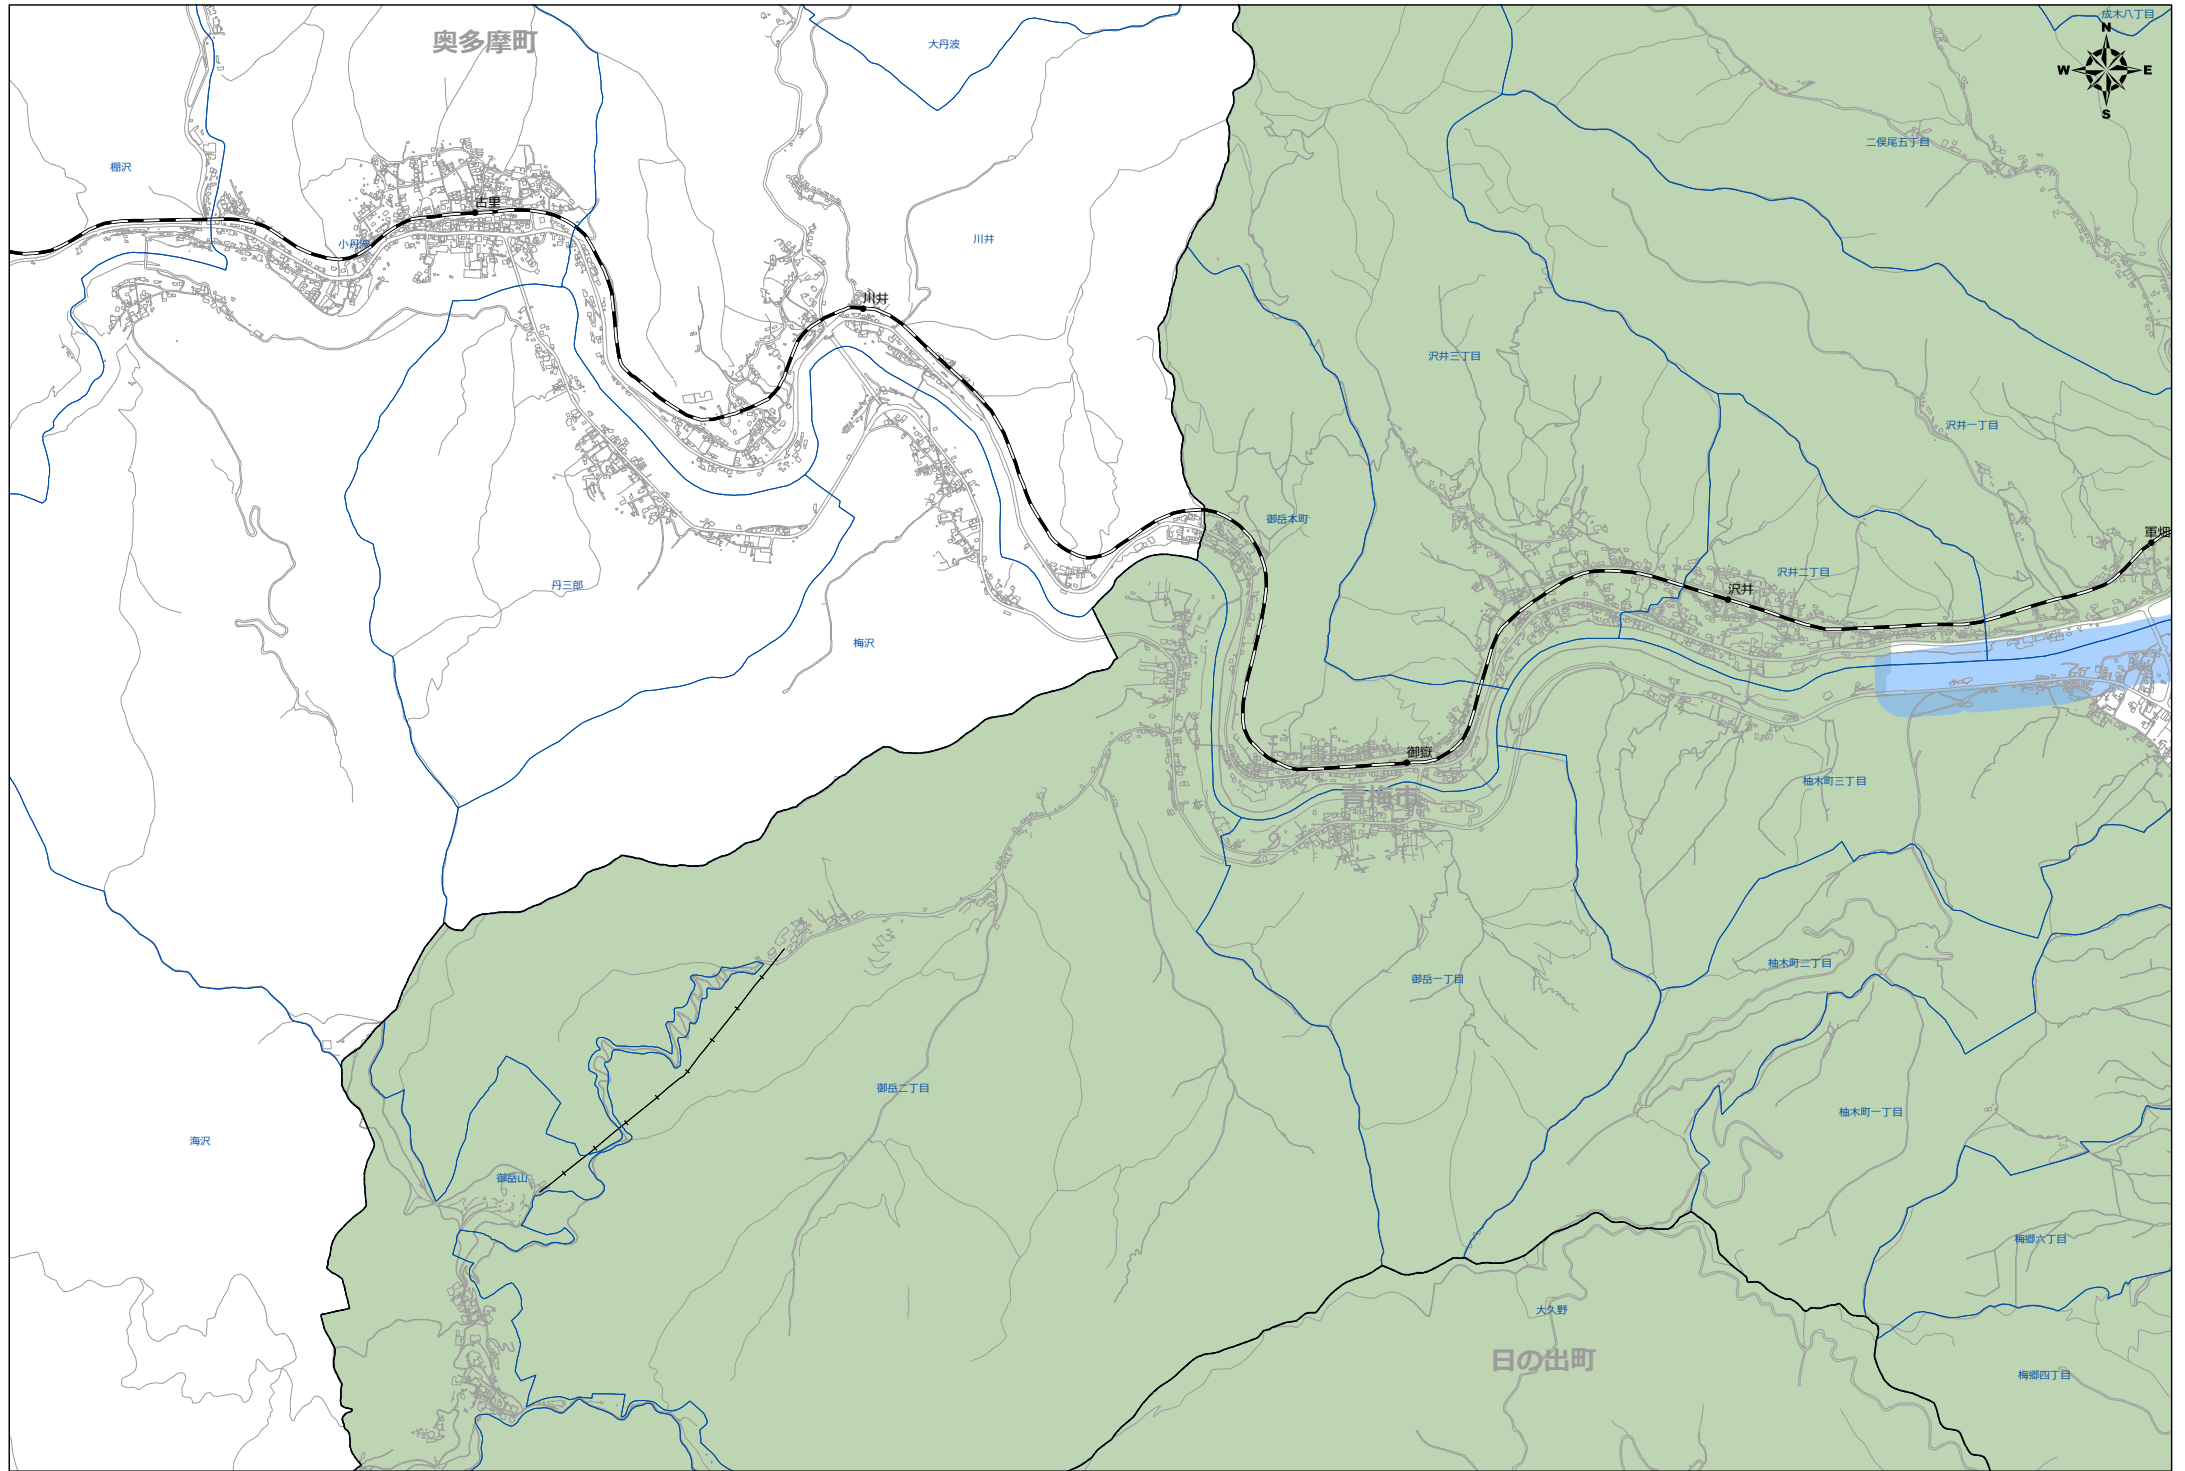 成木八丁目
N
奥多摩町
大丹波
W
E
S
二俣尾五丁目
棚沢
古里
小丹波
川井
川井
沢井三丁目
沢井一丁目
御岳本町
軍畑
沢井二丁目
丹三郎
沢井
梅沢
御嶽
柚木町三丁目
青梅市
柚木町二丁目
御岳一丁目
御岳二丁目
柚木町一丁目
海沢
御岳山
梅郷六丁目
大久野
日の出町
梅郷四丁目